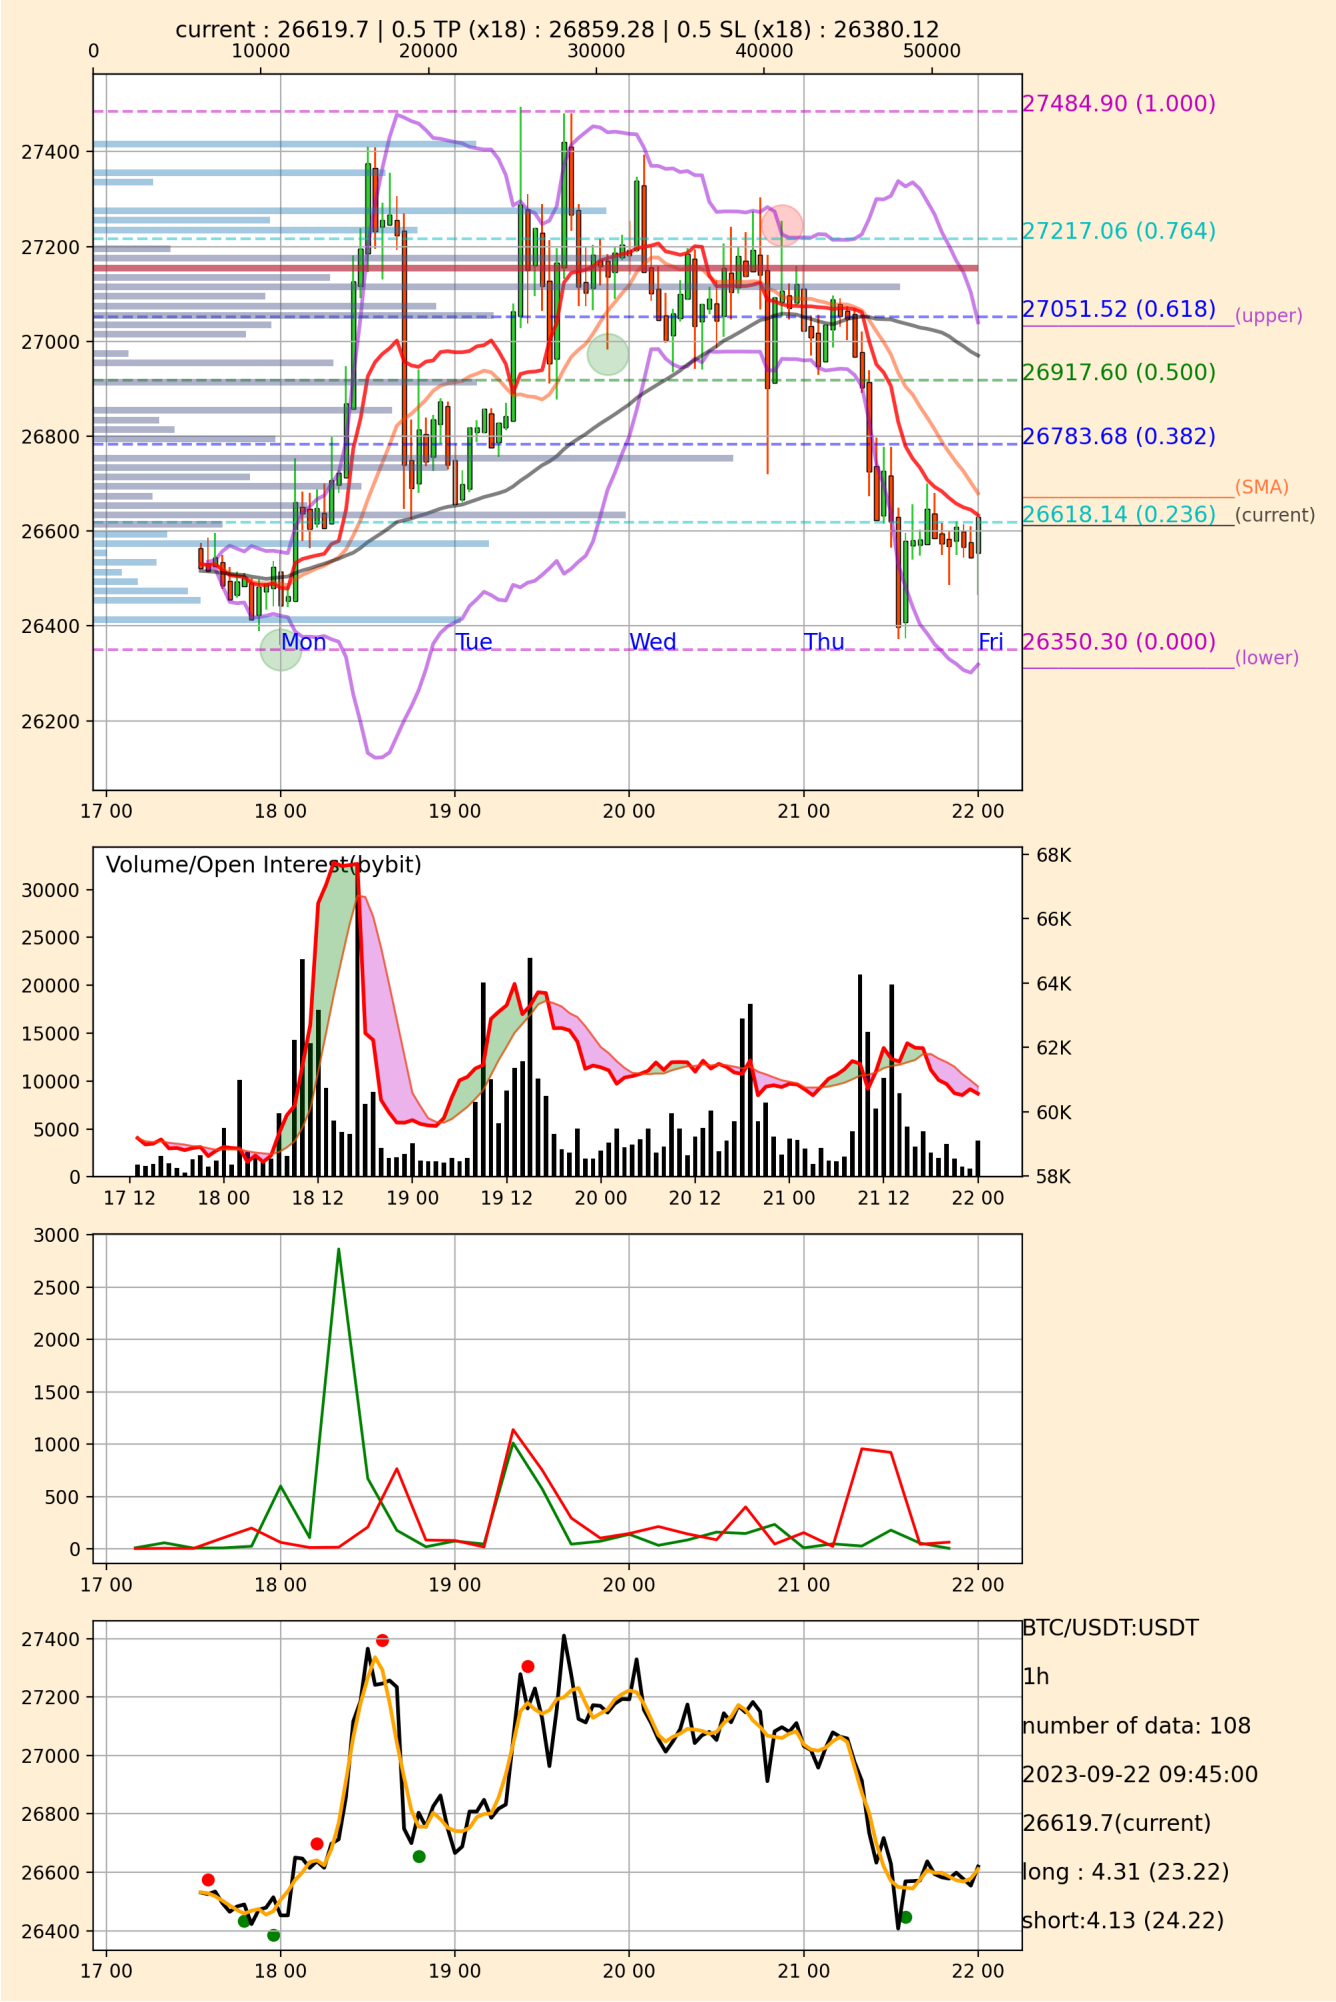 current : 26619.7 | 0.5 TP (x18) : 26859.28 | 0.5 SL (x18) : 26380.12
0 10000 20000 30000 40000 50000
27484.90 (1.000)
27400
27217.06 (0.764)
27200
27051.52 (0.618)
(upper)
27000
26917.60 (0.500)
26800
26783.68 (0.382)
(SMA)
26618.14 (0.236)
(current)
26600
26400
Mon Tue Wed Thu Fri
26350.30 (0.000)
(lower)
26200
17 00 18 00 19 00 20 00 21 00 22 00
Volume/Open Interest(bybit)
68K
30000
66K
25000
64K
20000
15000
62K
10000
60K
5000
0
58K
17 12 18 00 18 12 19 00 19 12 20 00 20 12 21 00 21 12 22 00
3000
2500
2000
1500
1000
500
0
17 00 18 00 19 00 20 00 21 00 22 00
BTC/USDT:USDT
27400
1h
27200
number of data: 108
27000
2023-09-22 09:45:00
26800
26619.7(current)
26600
long : 4.31 (23.22)
short:4.13 (24.22)
26400
17 00 18 00 19 00 20 00 21 00 22 00